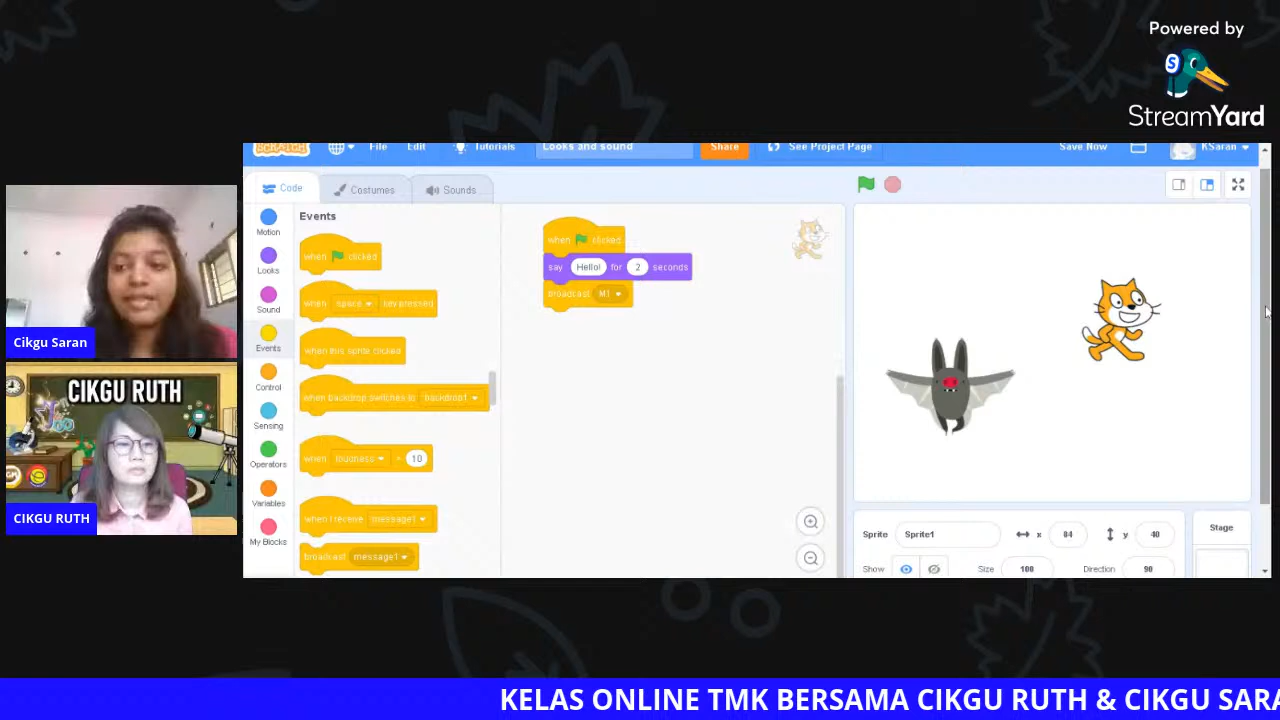 Powered by
StreamYard
SCRATCH
File Edit Tutorials Looks and sound Share See Project Page Save Now KSaran
Code Costumes Sounds
Motion
Looks
Sound
Events
Control
Sensing
Operators
Variables
My Blocks
Events
when clicked
when space key pressed
when this sprite clicked
when backdrop switches to backdrop1
when loudness > 10
when I receive message1
broadcast message1
when clicked
say Hello! for 2 seconds
broadcast M1
Sprite Sprite1 x 84 y 40
Show Size 100 Direction 90
Stage
Cikgu Saran
CIKGU RUTH
CIKGU RUTH
KELAS ONLINE TMK BERSAMA CIKGU RUTH & CIKGU SARA